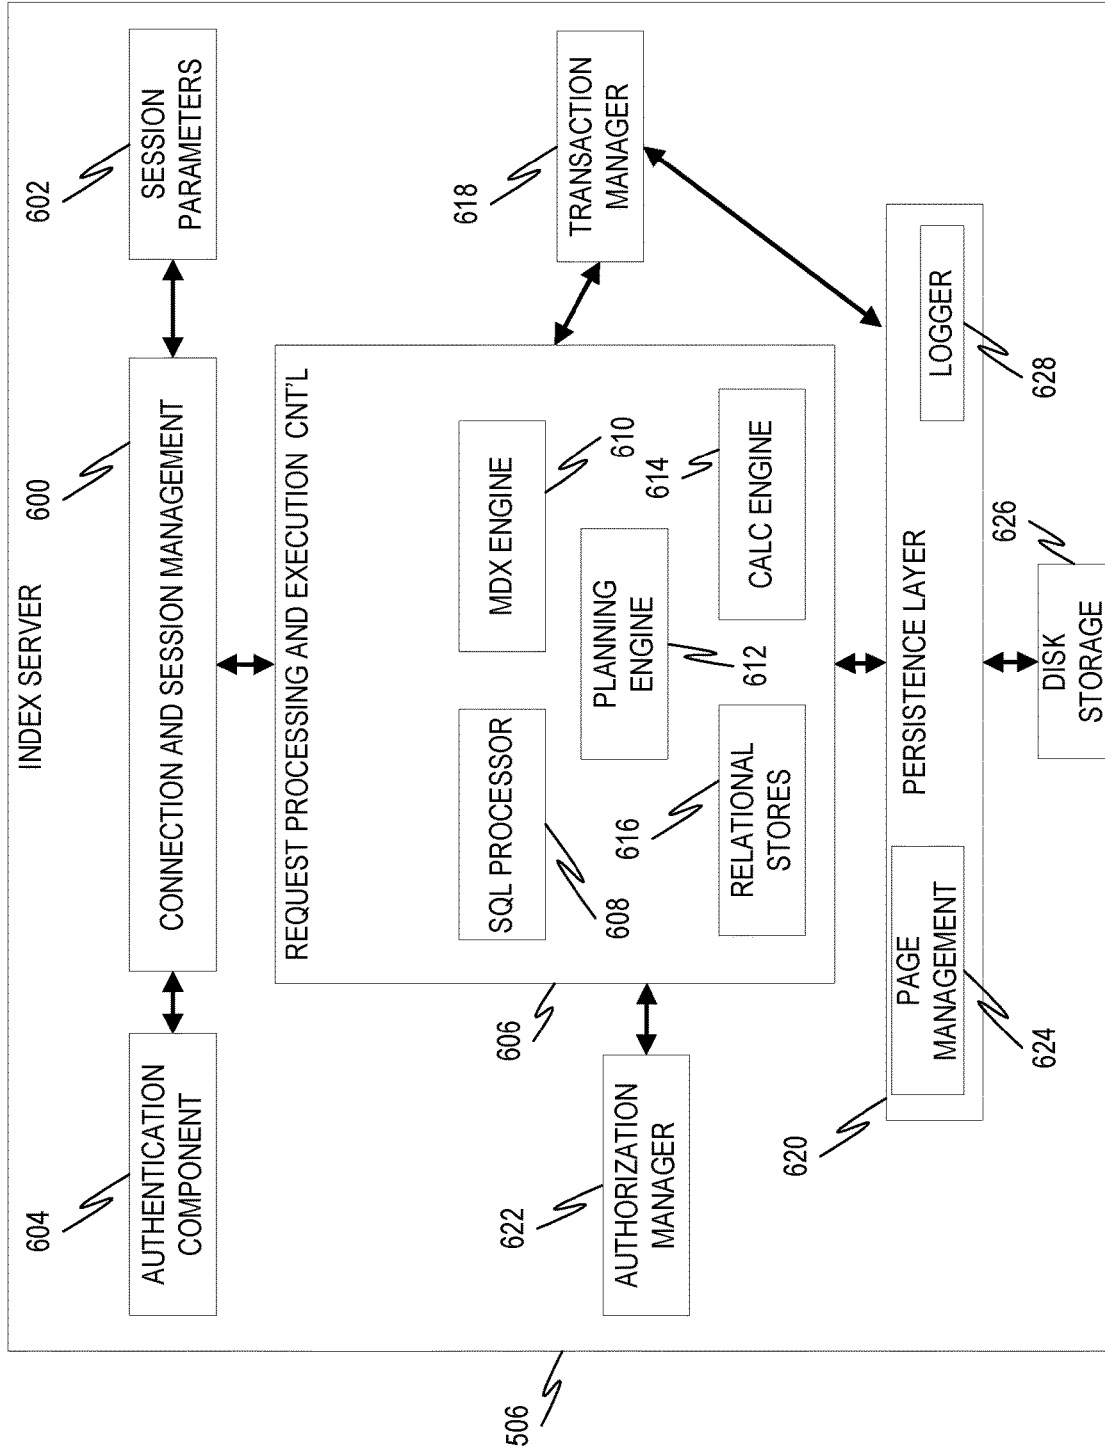 INDEX SERVER
604
600
602
AUTHENTICATION
COMPONENT
CONNECTION AND SESSION MANAGEMENT
SESSION
PARAMETERS
REQUEST PROCESSING AND EXECUTION CNT'L
606
SQL PROCESSOR
608
MDX ENGINE
610
PLANNING
ENGINE
612
616
RELATIONAL
STORES
614
CALC ENGINE
618
TRANSACTION
MANAGER
622
AUTHORIZATION
MANAGER
620
PAGE
MANAGEMENT
624
PERSISTENCE LAYER
LOGGER
628
626
DISK
STORAGE
506